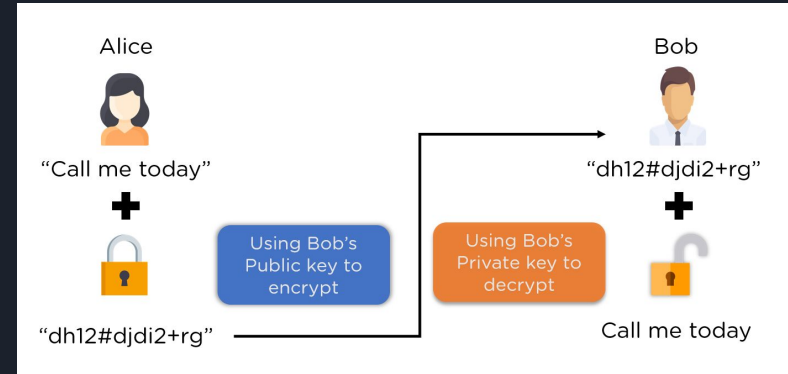 Alice
Bob
“Call me today”
“dh12#djdi2+rg”
Using Bob's
Public key to
encrypt
Using Bob's
Private key to
decrypt
“dh12#djdi2+rg”
Call me today